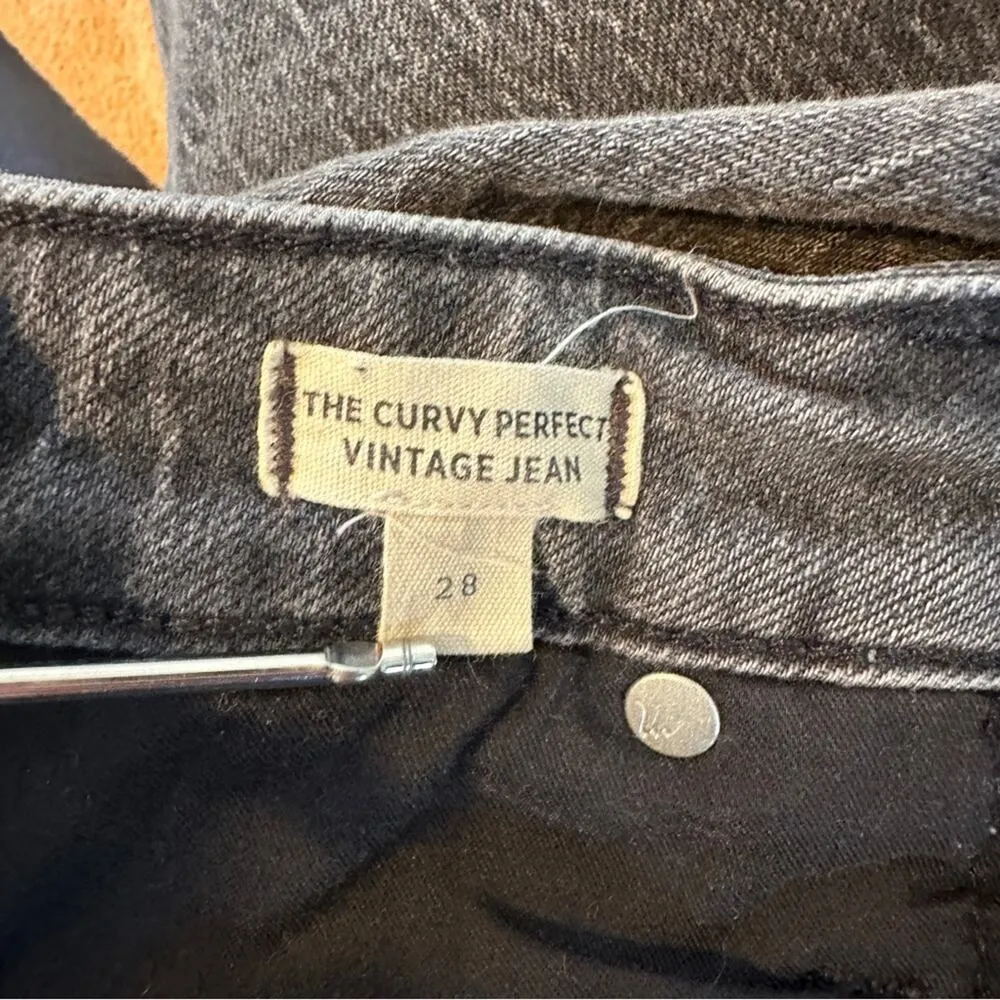 THE CURVY PERFECT
VINTAGE JEAN
28